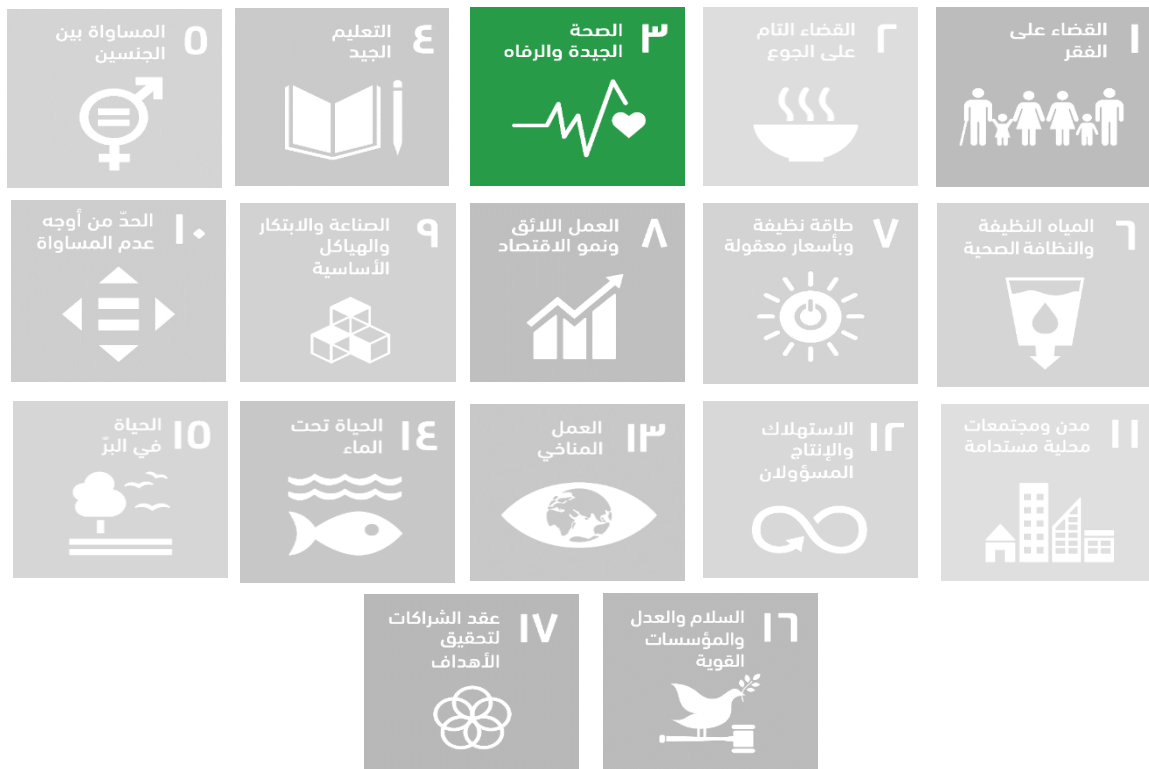 ١
القضاء على
الفقر
٢
القضاء التام
على الجوع
٣
الصحة
الجيدة والرفاه
٤
التعليم
الجيد
٥
المساواة بين
الجنسين
٦
المياه النظيفة
والنظافة الصحية
٧
طاقة نظيفة
وبأسعار معقولة
٨
العمل اللائق
ونمو الاقتصاد
٩
الصناعة والابتكار
والهياكل
الأساسية
١٠
الحدّ من أوجه
عدم المساواة
١١
مدن ومجتمعات
محلية مستدامة
١٢
الاستهلاك
والإنتاج
المسؤولان
١٣
العمل
المناخي
١٤
الحياة تحت
الماء
١٥
الحياة
في البرّ
١٦
السلام والعدل
والمؤسسات
القوية
١٧
عقد الشراكات
لتحقيق
الأهداف